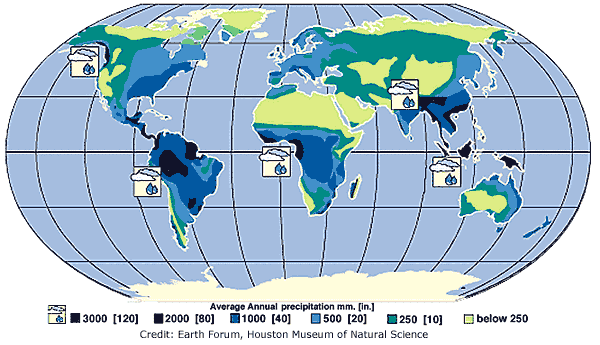 Average Annual precipitation mm. [in.]
3000 [120] 2000 [80] 1000 [40] 500 [20] 250 [10] below 250
Credit: Earth Forum, Houston Museum of Natural Science